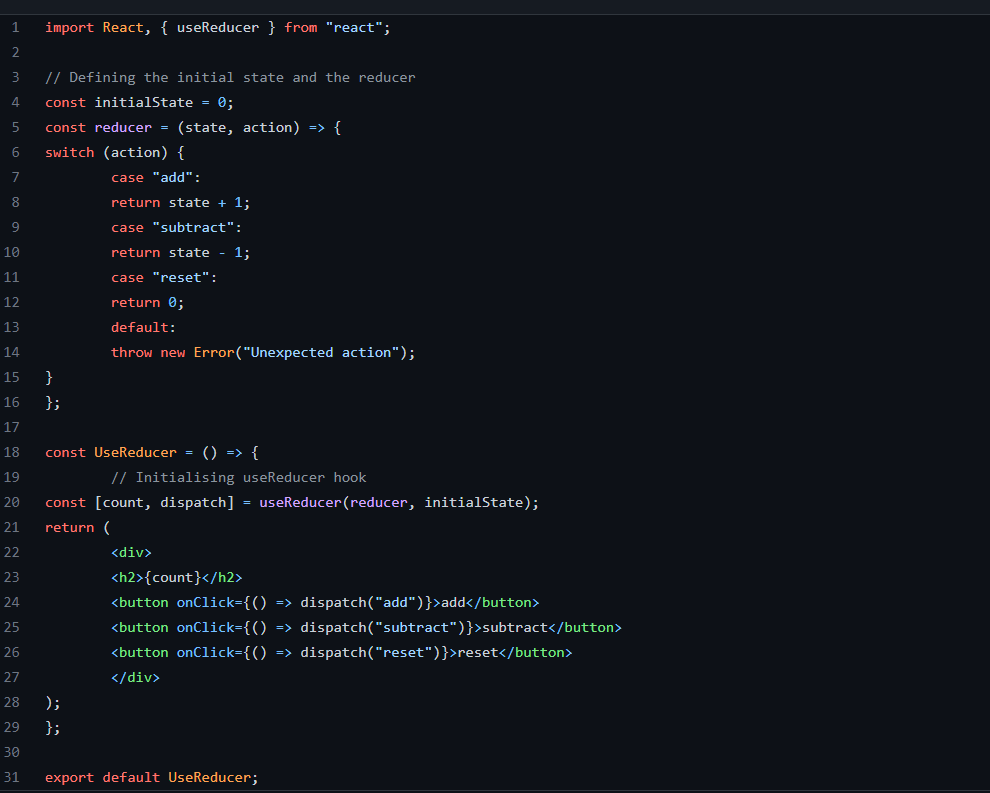 1 import React, { useReducer } from "react";
2
3 // Defining the initial state and the reducer
4 const initialState = 0;
5 const reducer = (state, action) => {
6 switch (action) {
7         case "add":
8         return state + 1;
9         case "subtract":
10         return state - 1;
11         case "reset":
12         return 0;
13         default:
14         throw new Error("Unexpected action");
15 }
16 };
17
18 const UseReducer = () => {
19         // Initialising useReducer hook
20 const [count, dispatch] = useReducer(reducer, initialState);
21 return (
22         <div>
23         <h2>{count}</h2>
24         <button onClick={() => dispatch("add")}>add</button>
25         <button onClick={() => dispatch("subtract")}>subtract</button>
26         <button onClick={() => dispatch("reset")}>reset</button>
27         </div>
28 );
29 };
30
31 export default UseReducer;